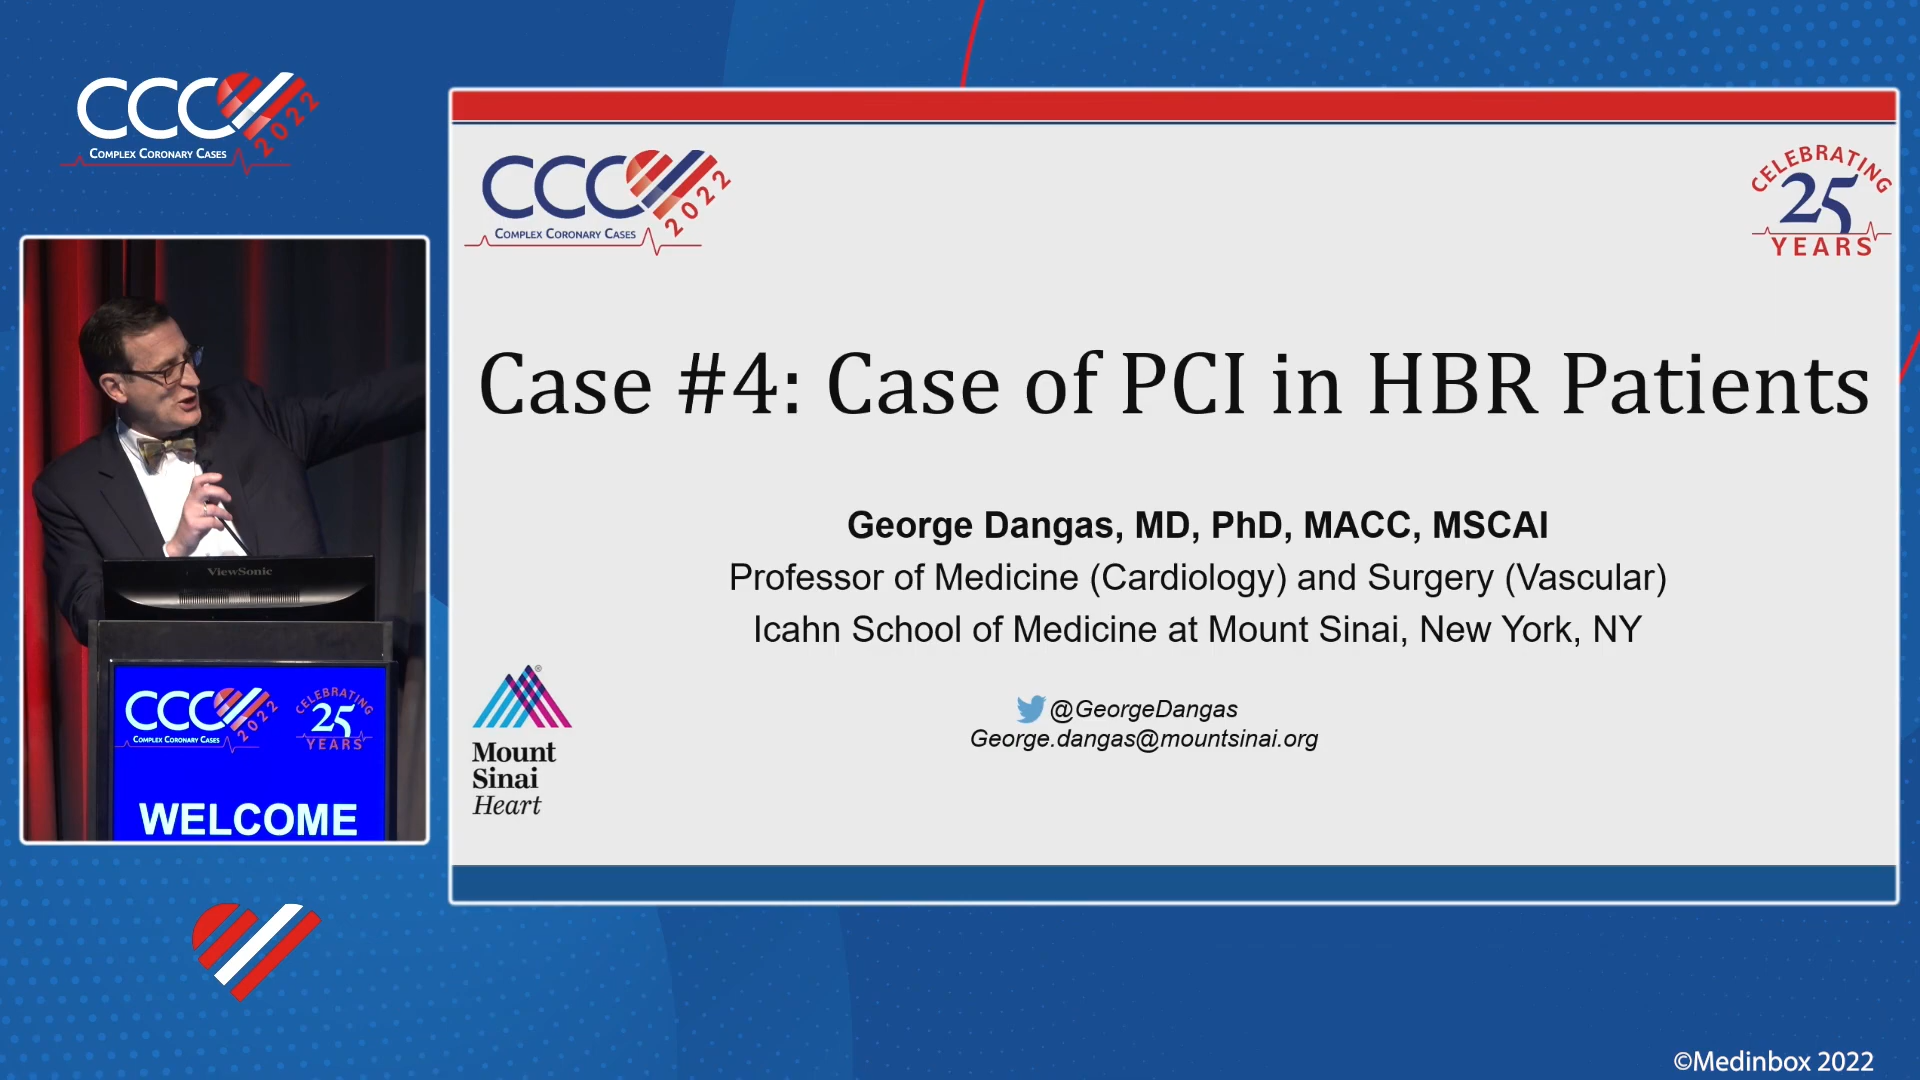 CCC
2022
COMPLEX CORONARY CASES
CCC
2022
COMPLEX CORONARY CASES
CELEBRATING
25
YEARS
Case #4: Case of PCI in HBR Patients
George Dangas, MD, PhD, MACC, MSCAI
Professor of Medicine (Cardiology) and Surgery (Vascular)
Icahn School of Medicine at Mount Sinai, New York, NY
@GeorgeDangas
George.dangas@mountsinai.org
®
Mount
Sinai
Heart
ViewSonic
CCC
2022
COMPLEX CORONARY CASES
CELEBRATING
25
YEARS
WELCOME
©Medinbox 2022